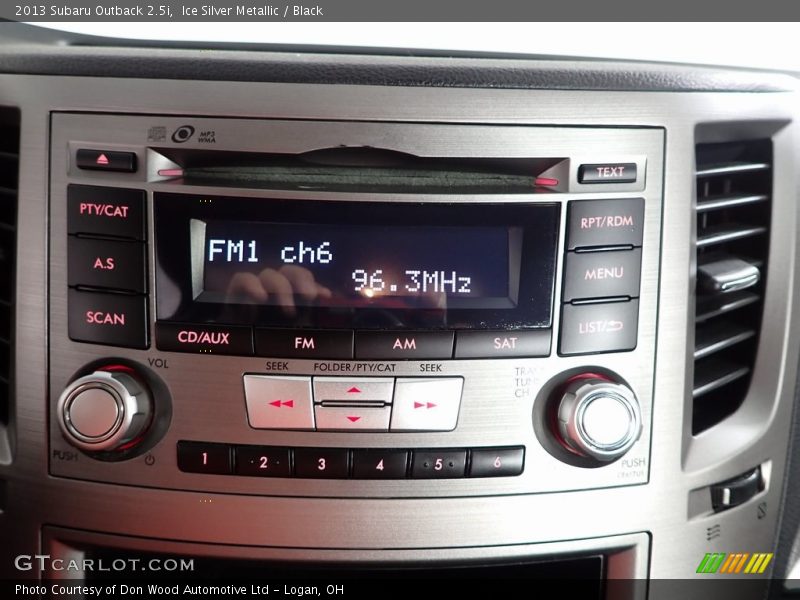 2013 Subaru Outback 2.5i, Ice Silver Metallic / Black
MP3
WMA
TEXT
PTY/CAT
A.S
SCAN
FM1 ch6
96.3MHz
RPT/RDM
MENU
LIST/
CD/AUX FM AM SAT
VOL
SEEK FOLDER/PTY/CAT SEEK
TUNE
CH
PUSH
1 2 3 4 5 6
PUSH
GTCARLOT.COM
Photo Courtesy of Don Wood Automotive Ltd - Logan, OH